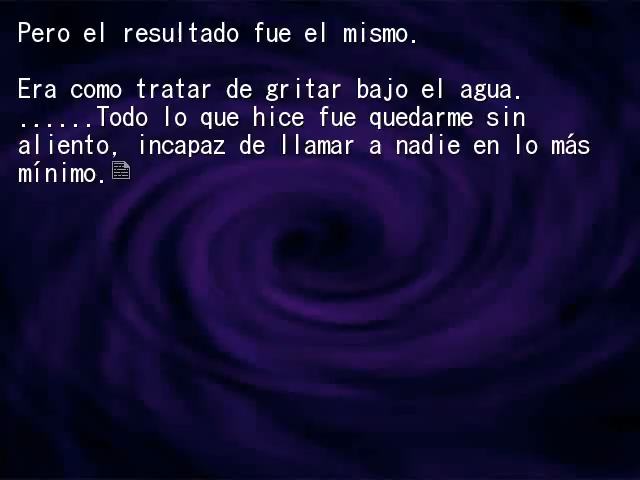 Pero el resultado fue el mismo.
Era como tratar de gritar bajo el agua.
......Todo lo que hice fue quedarme sin
aliento, incapaz de llamar a nadie en lo más
mínimo.